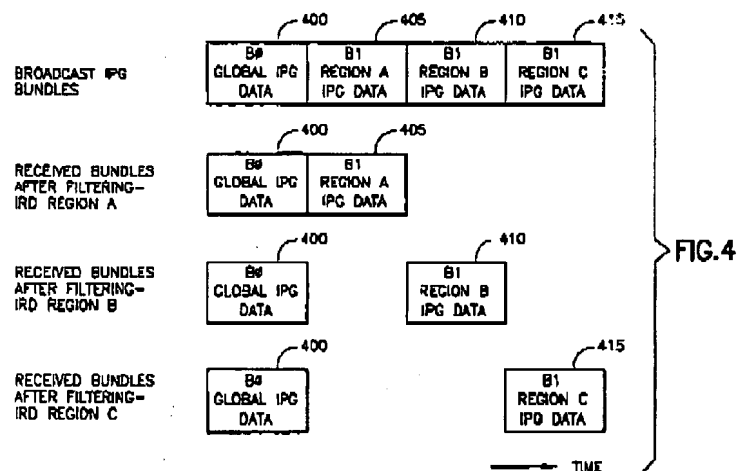 400
405
410
415
BROADCAST IPG
BUNDLES
B0
GLOBAL IPG
DATA
B1
REGION A
IPG DATA
B1
REGION B
IPG DATA
B1
REGION C
IPG DATA
400
405
RECEIVED BUNDLES
AFTER FILTERING-
IRD REGION A
B0
GLOBAL IPG
DATA
B1
REGION A
IPG DATA
400
410
RECEIVED BUNDLES
AFTER FILTERING-
IRD REGION B
B0
GLOBAL IPG
DATA
B1
REGION B
IPG DATA
FIG.4
400
415
RECEIVED BUNDLES
AFTER FILTERING-
IRD REGION C
B0
GLOBAL IPG
DATA
B1
REGION C
IPG DATA
TIME